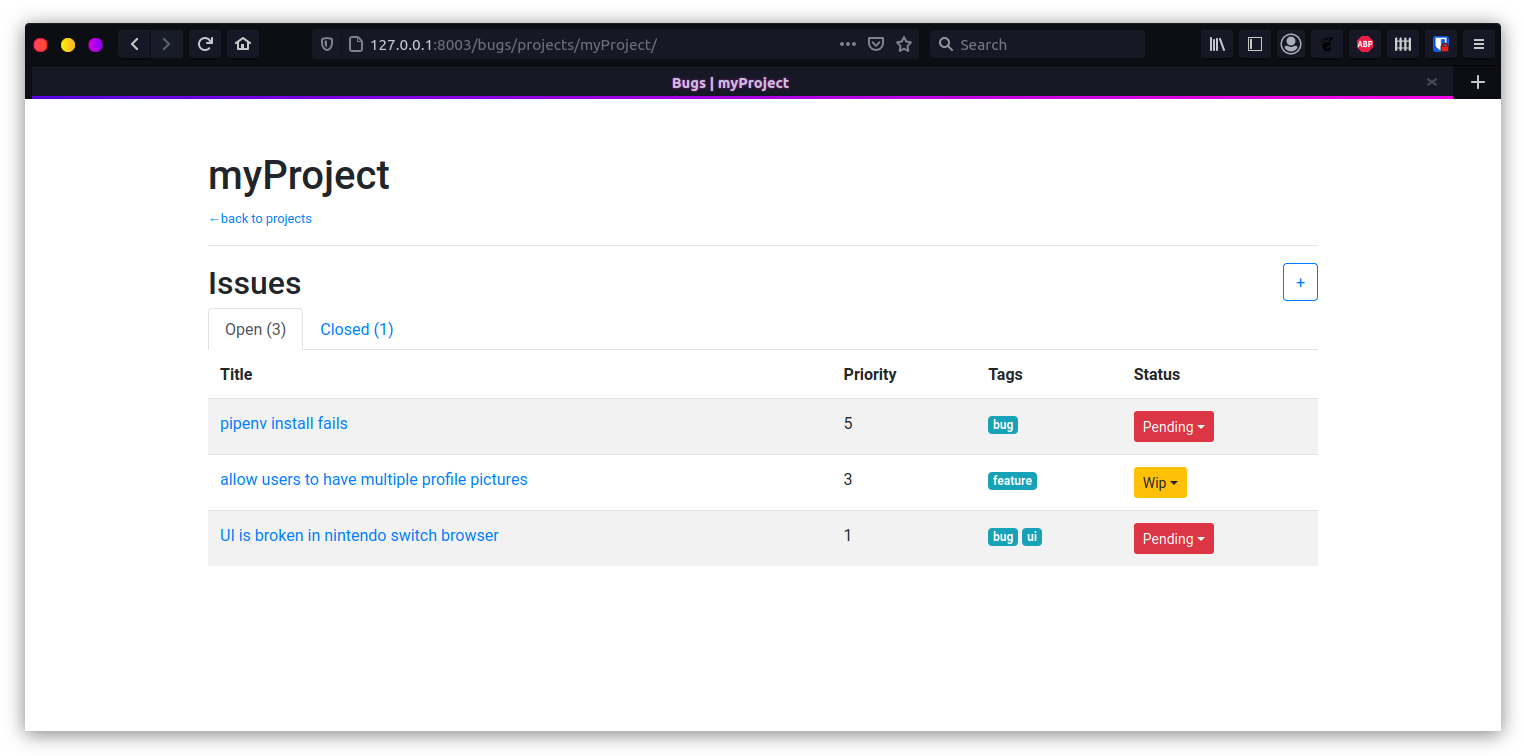 127.0.0.1:8003/bugs/projects/myProject/ Search ABP
Bugs | myProject
myProject
←back to projects
Issues +
Open (3) Closed (1)
Title Priority Tags Status
pipenv install fails 5 bug Pending
allow users to have multiple profile pictures 3 feature Wip
UI is broken in nintendo switch browser 1 bug ui Pending